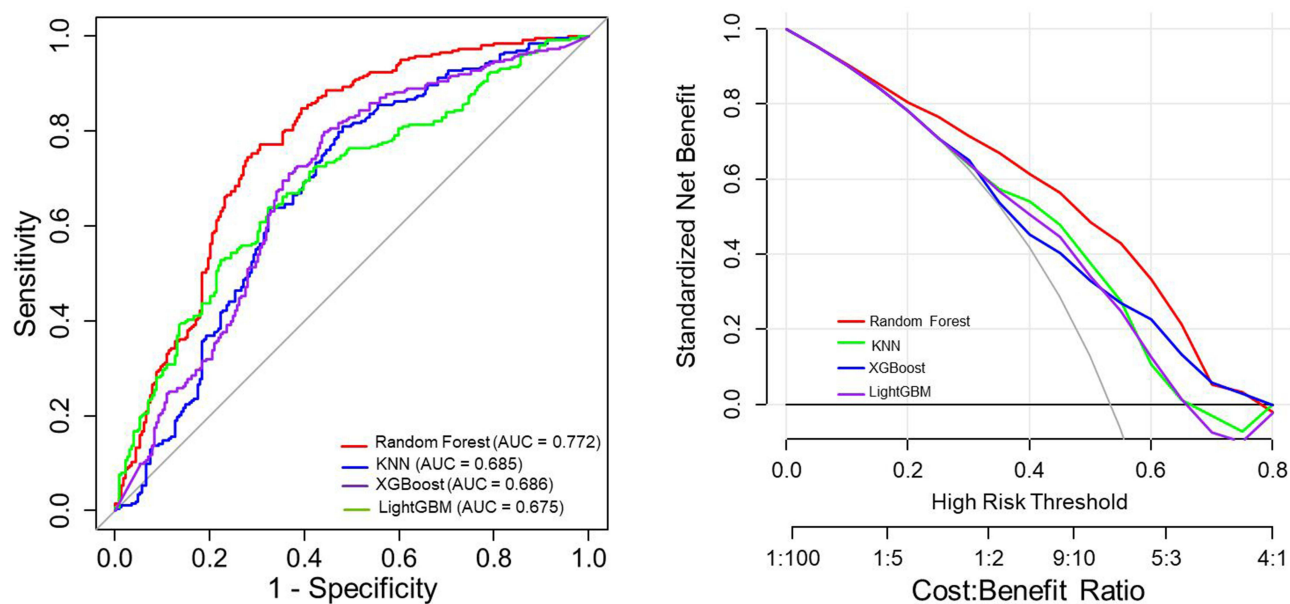 1.0
0.8
0.6
0.4
0.2
0.0
Sensitivity
Random Forest (AUC = 0.772)
KNN (AUC = 0.685)
XGBoost (AUC = 0.686)
LightGBM (AUC = 0.675)
0.0 0.2 0.4 0.6 0.8 1.0
1 - Specificity
1.0
0.8
0.6
0.4
0.2
0.0
Standardized Net Benefit
Random Forest
KNN
XGBoost
LightGBM
0.0 0.2 0.4 0.6 0.8
High Risk Threshold
1:100 1:5 1:2 9:10 5:3 4:1
Cost:Benefit Ratio